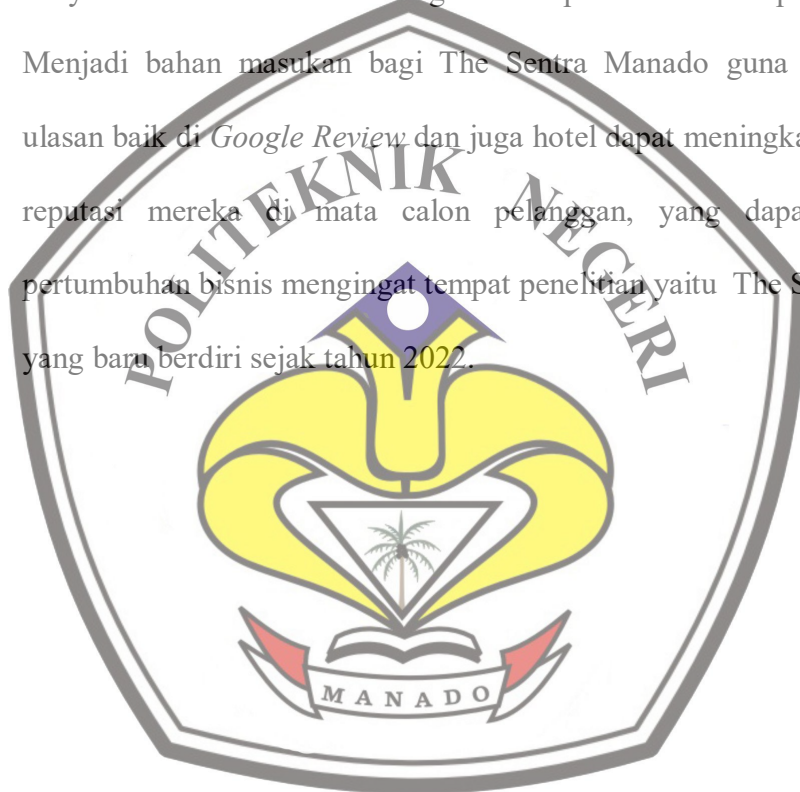 Menjadi bahan masukan bagi The Sentra Manado guna
ulasan baik di Google Review dan juga hotel dapat meningka
reputasi mereka di mata calon pelanggan, yang dapa
pertumbuhan bisnis mengingat tempat penelitian yaitu The S
yang baru berdiri sejak tahun 2022.
POLITEKNIK NEGERI
MANADO